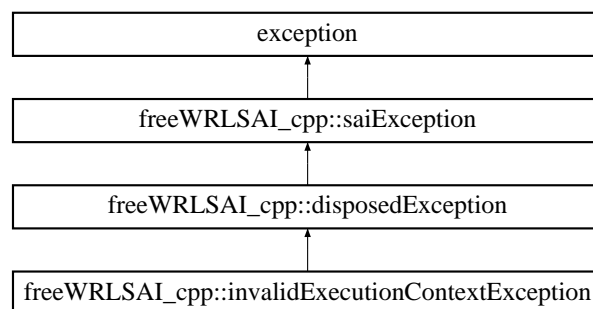 exception
freeWRLSAI_cpp::saiException
freeWRLSAI_cpp::disposedException
freeWRLSAI_cpp::invalidExecutionContextException